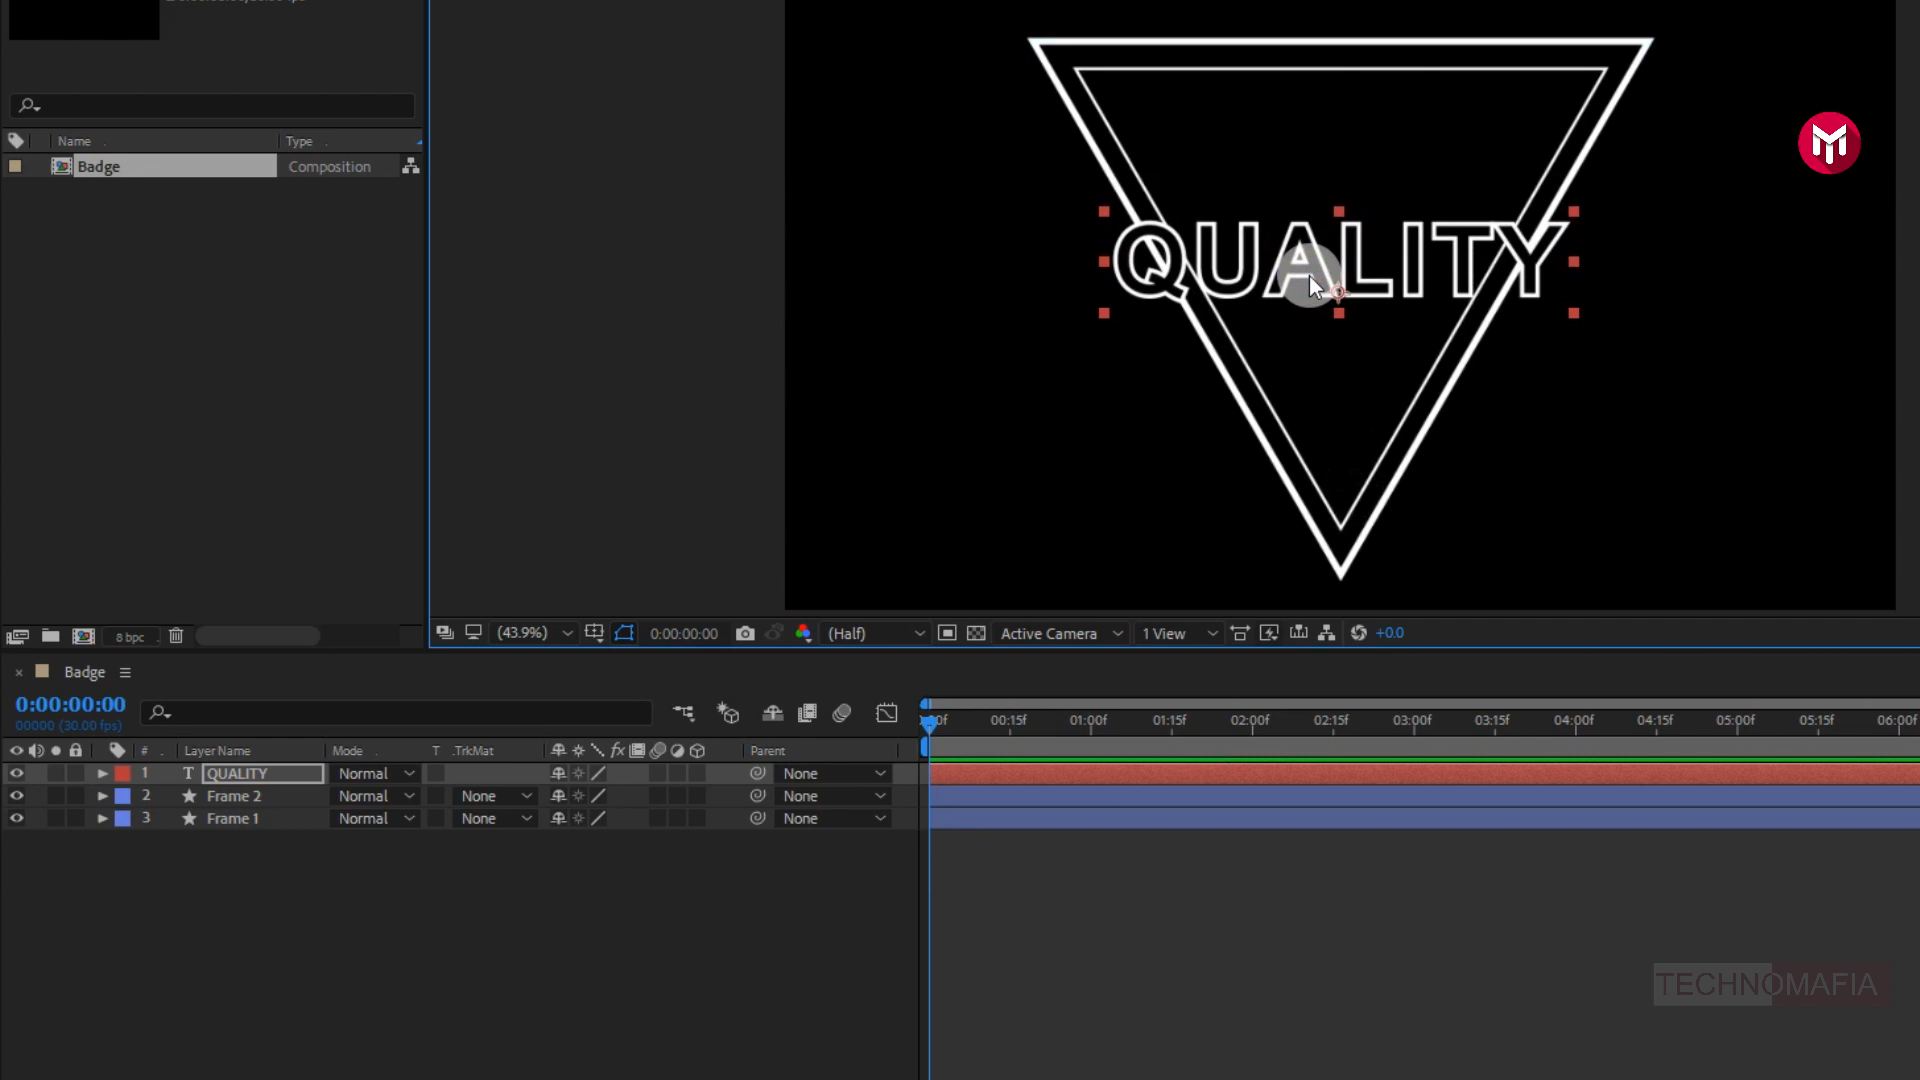 Name Type
Badge Composition
QUALITY
8 bpc
(43.9%) 0:00:00:00 (Half) Active Camera 1 View +0.0
Badge
0:00:00:00
00000 (30.00 fps)
00:15f 01:00f 01:15f 02:00f 02:15f 03:00f 03:15f 04:00f 04:15f 05:00f 05:15f 06:00f
# Layer Name Mode T .TrkMat fx Parent
1 T QUALITY Normal None
2 Frame 2 Normal None None
3 Frame 1 Normal None None
TECHNOMAFIA